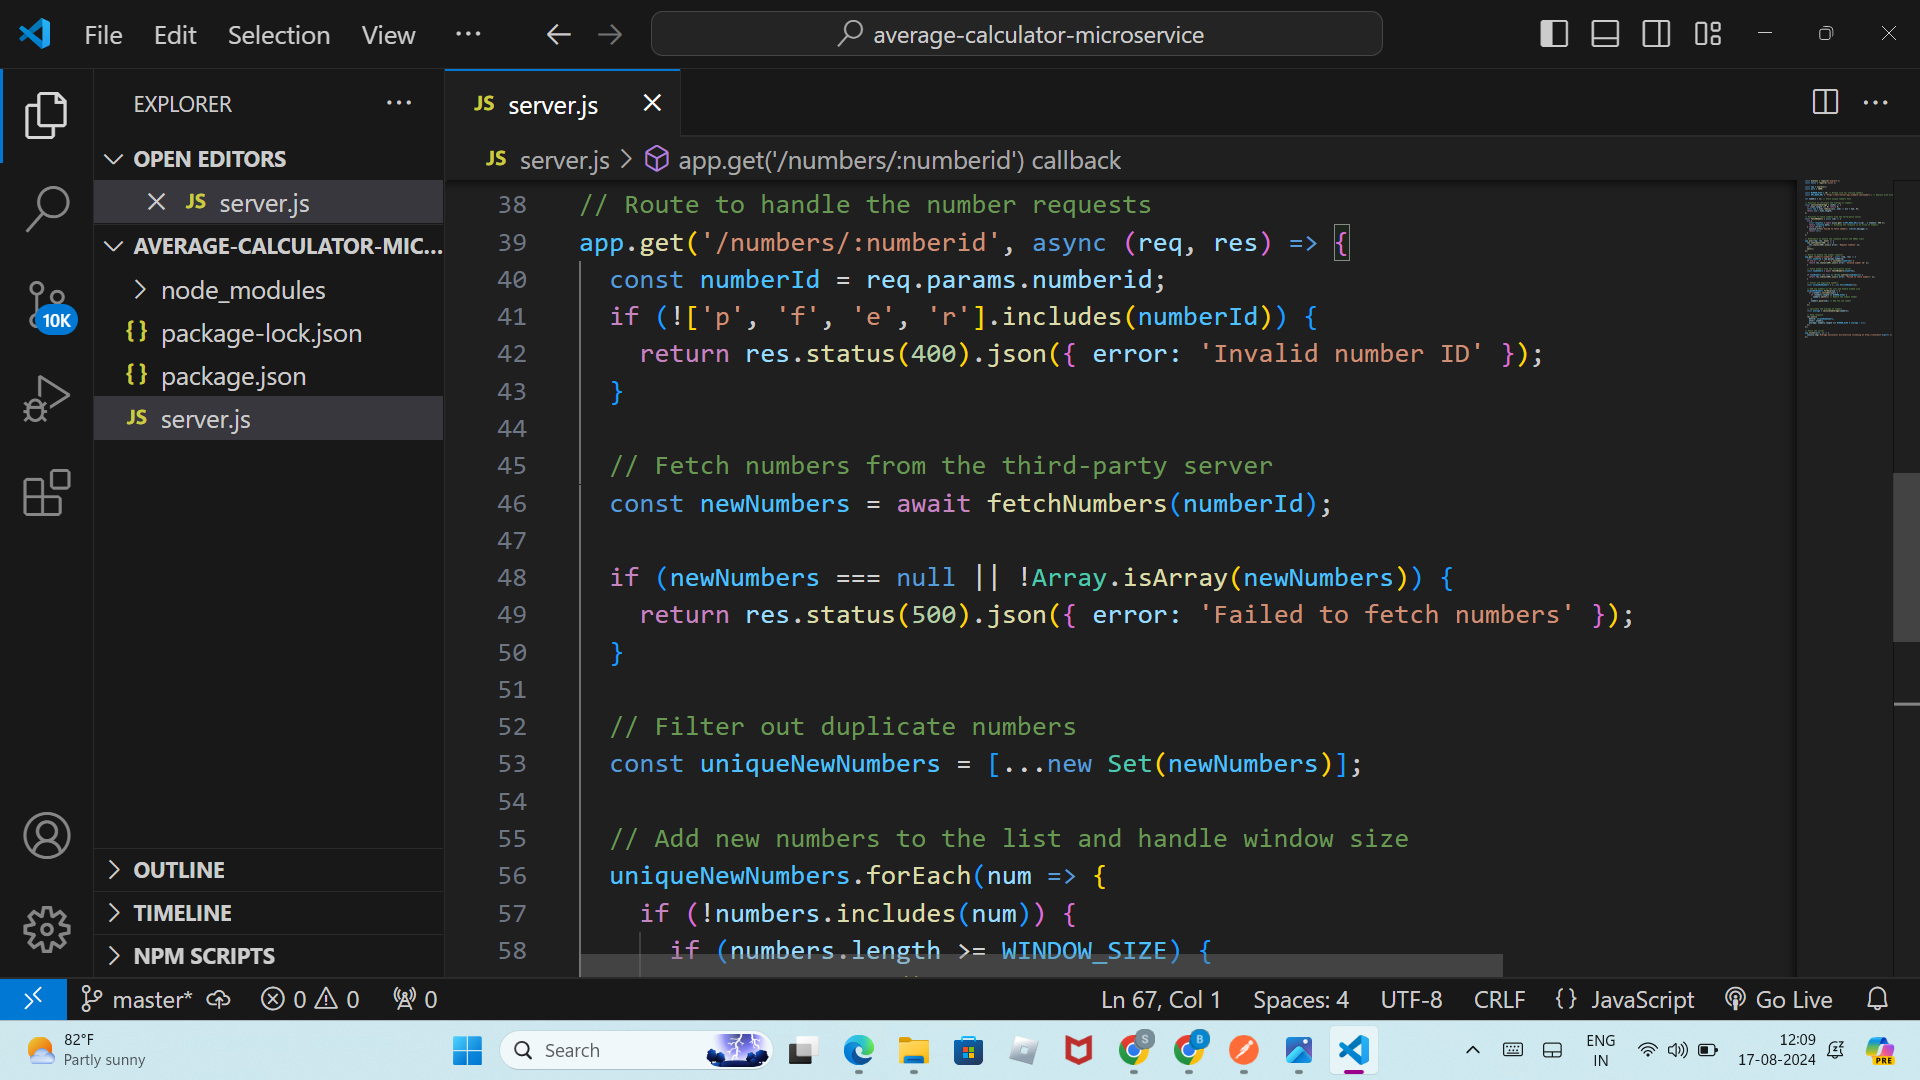 File Edit Selection View ... average-calculator-microservice
EXPLORER ...
OPEN EDITORS
JS server.js
AVERAGE-CALCULATOR-MIC...
node_modules
{} package-lock.json
{} package.json
JS server.js
OUTLINE
TIMELINE
NPM SCRIPTS
10K
JS server.js
JS server.js > app.get('/numbers/:numberid') callback
38 // Route to handle the number requests
39 app.get('/numbers/:numberid', async (req, res) => {
40 const numberId = req.params.numberid;
41 if (!['p', 'f', 'e', 'r'].includes(numberId)) {
42 return res.status(400).json({ error: 'Invalid number ID' });
43 }
44
45 // Fetch numbers from the third-party server
46 const newNumbers = await fetchNumbers(numberId);
47
48 if (newNumbers === null || !Array.isArray(newNumbers)) {
49 return res.status(500).json({ error: 'Failed to fetch numbers' });
50 }
51
52 // Filter out duplicate numbers
53 const uniqueNewNumbers = [...new Set(newNumbers)];
54
55 // Add new numbers to the list and handle window size
56 uniqueNewNumbers.forEach(num => {
57 if (!numbers.includes(num)) {
58 if (numbers.length >= WINDOW_SIZE) {
master* 0 0 0 Ln 67, Col 1 Spaces: 4 UTF-8 CRLF {} JavaScript Go Live
82°F
Partly sunny
Search
S
B
ENG
IN
12:09
17-08-2024
PRE